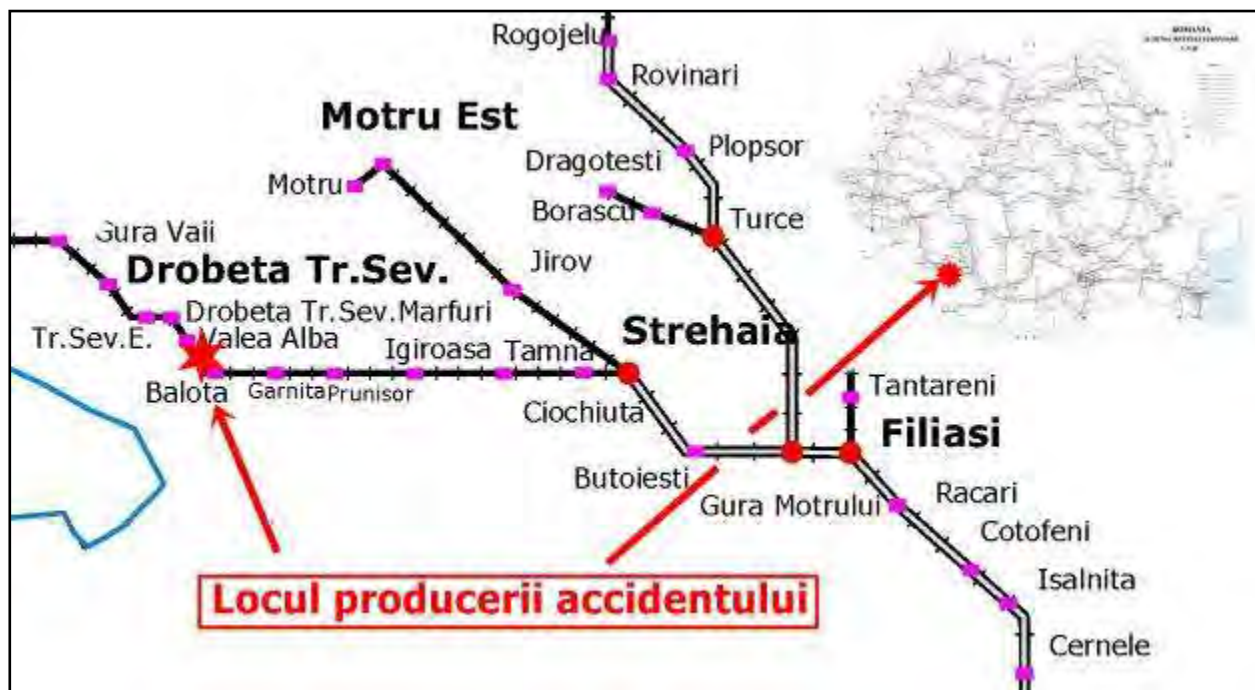 Rogojelu
ROMANIA
Rovinari
Motru Est
Plopsor
Dragotesti
Motru
Borascu
Turce
Gura Vaii
Drobeta Tr.Sev.
Jirov
Drobeta Tr.Sev.Marfuri
Tr.Sev.E.
Valea Alba
Strehaia
Igiroasa
Tamna
Balota
Garnita
Prunisor
Tantareni
Ciochiuta
Filiasi
Butoiesti
Gura Motrului
Racari
Cotofeni
Isalnita
Locul producerii accidentului
Cernele